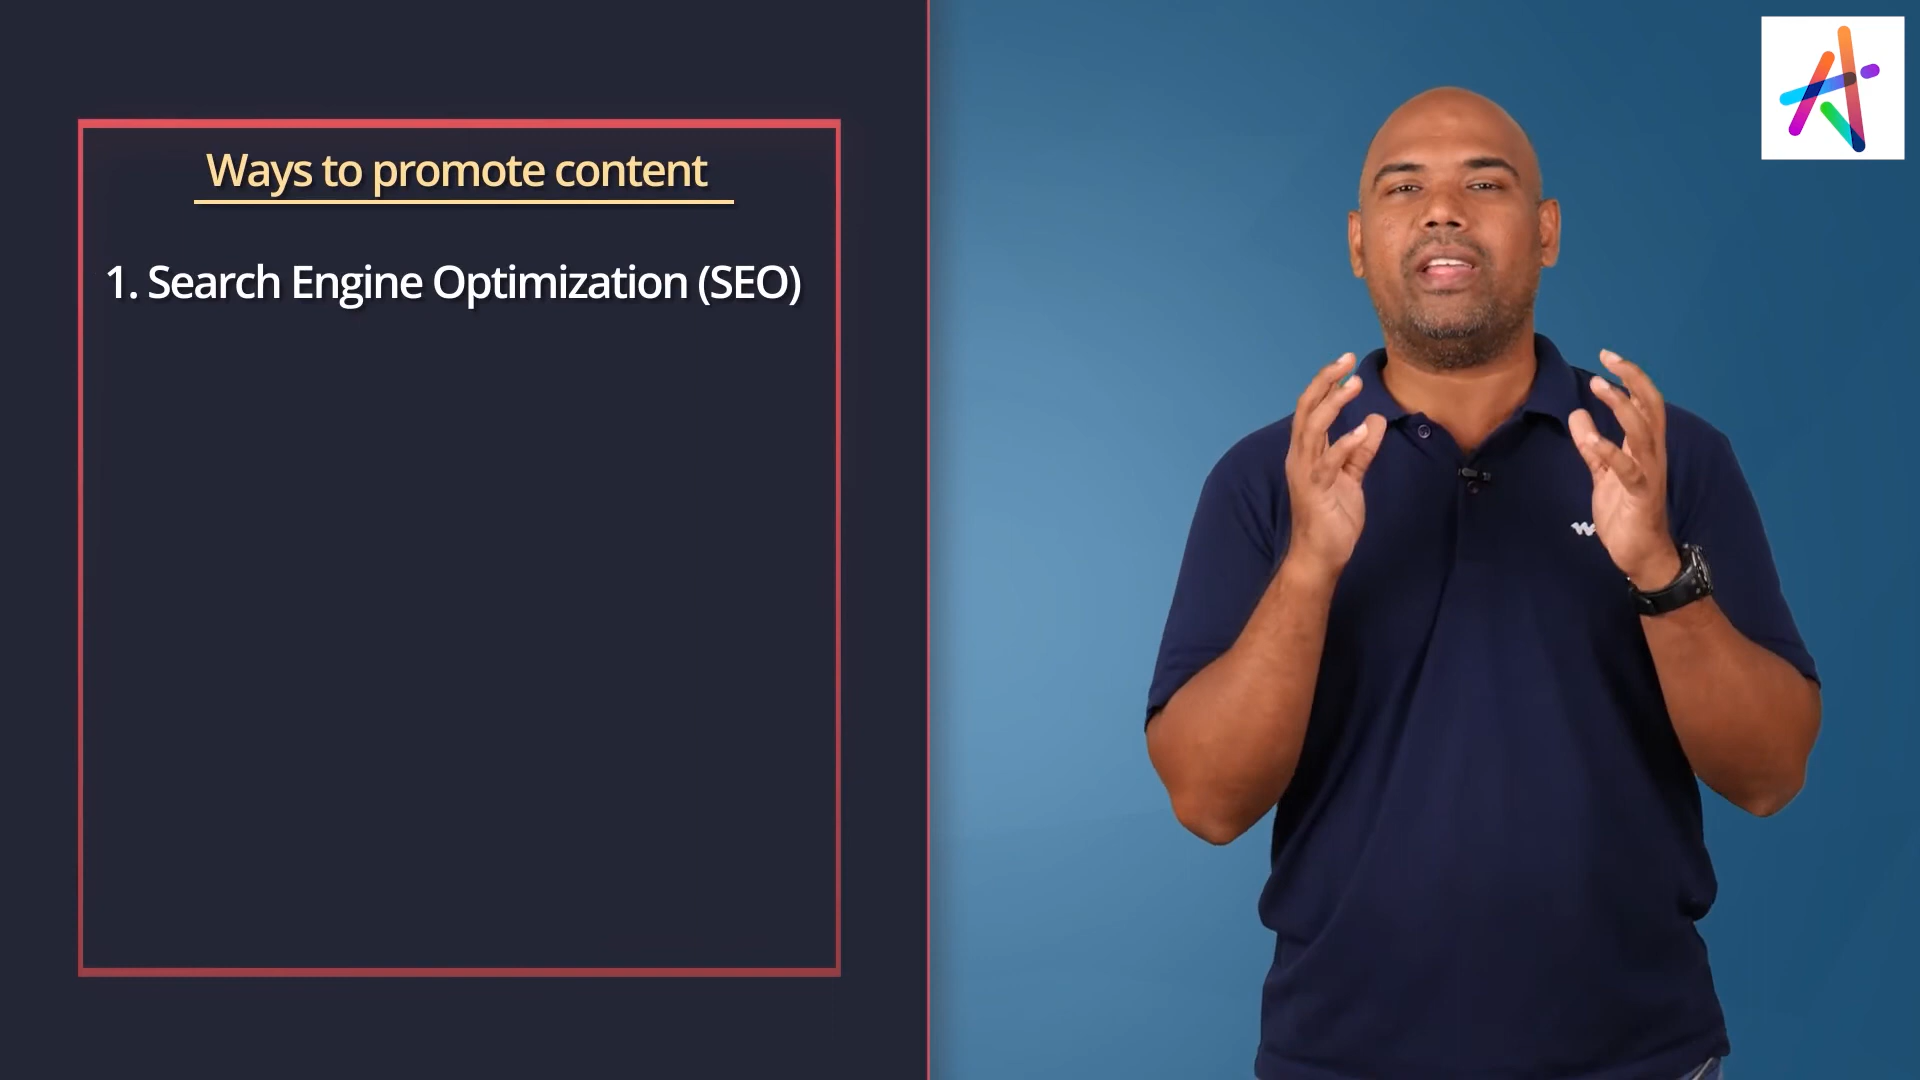 Ways to promote content
1. Search Engine Optimization (SEO)